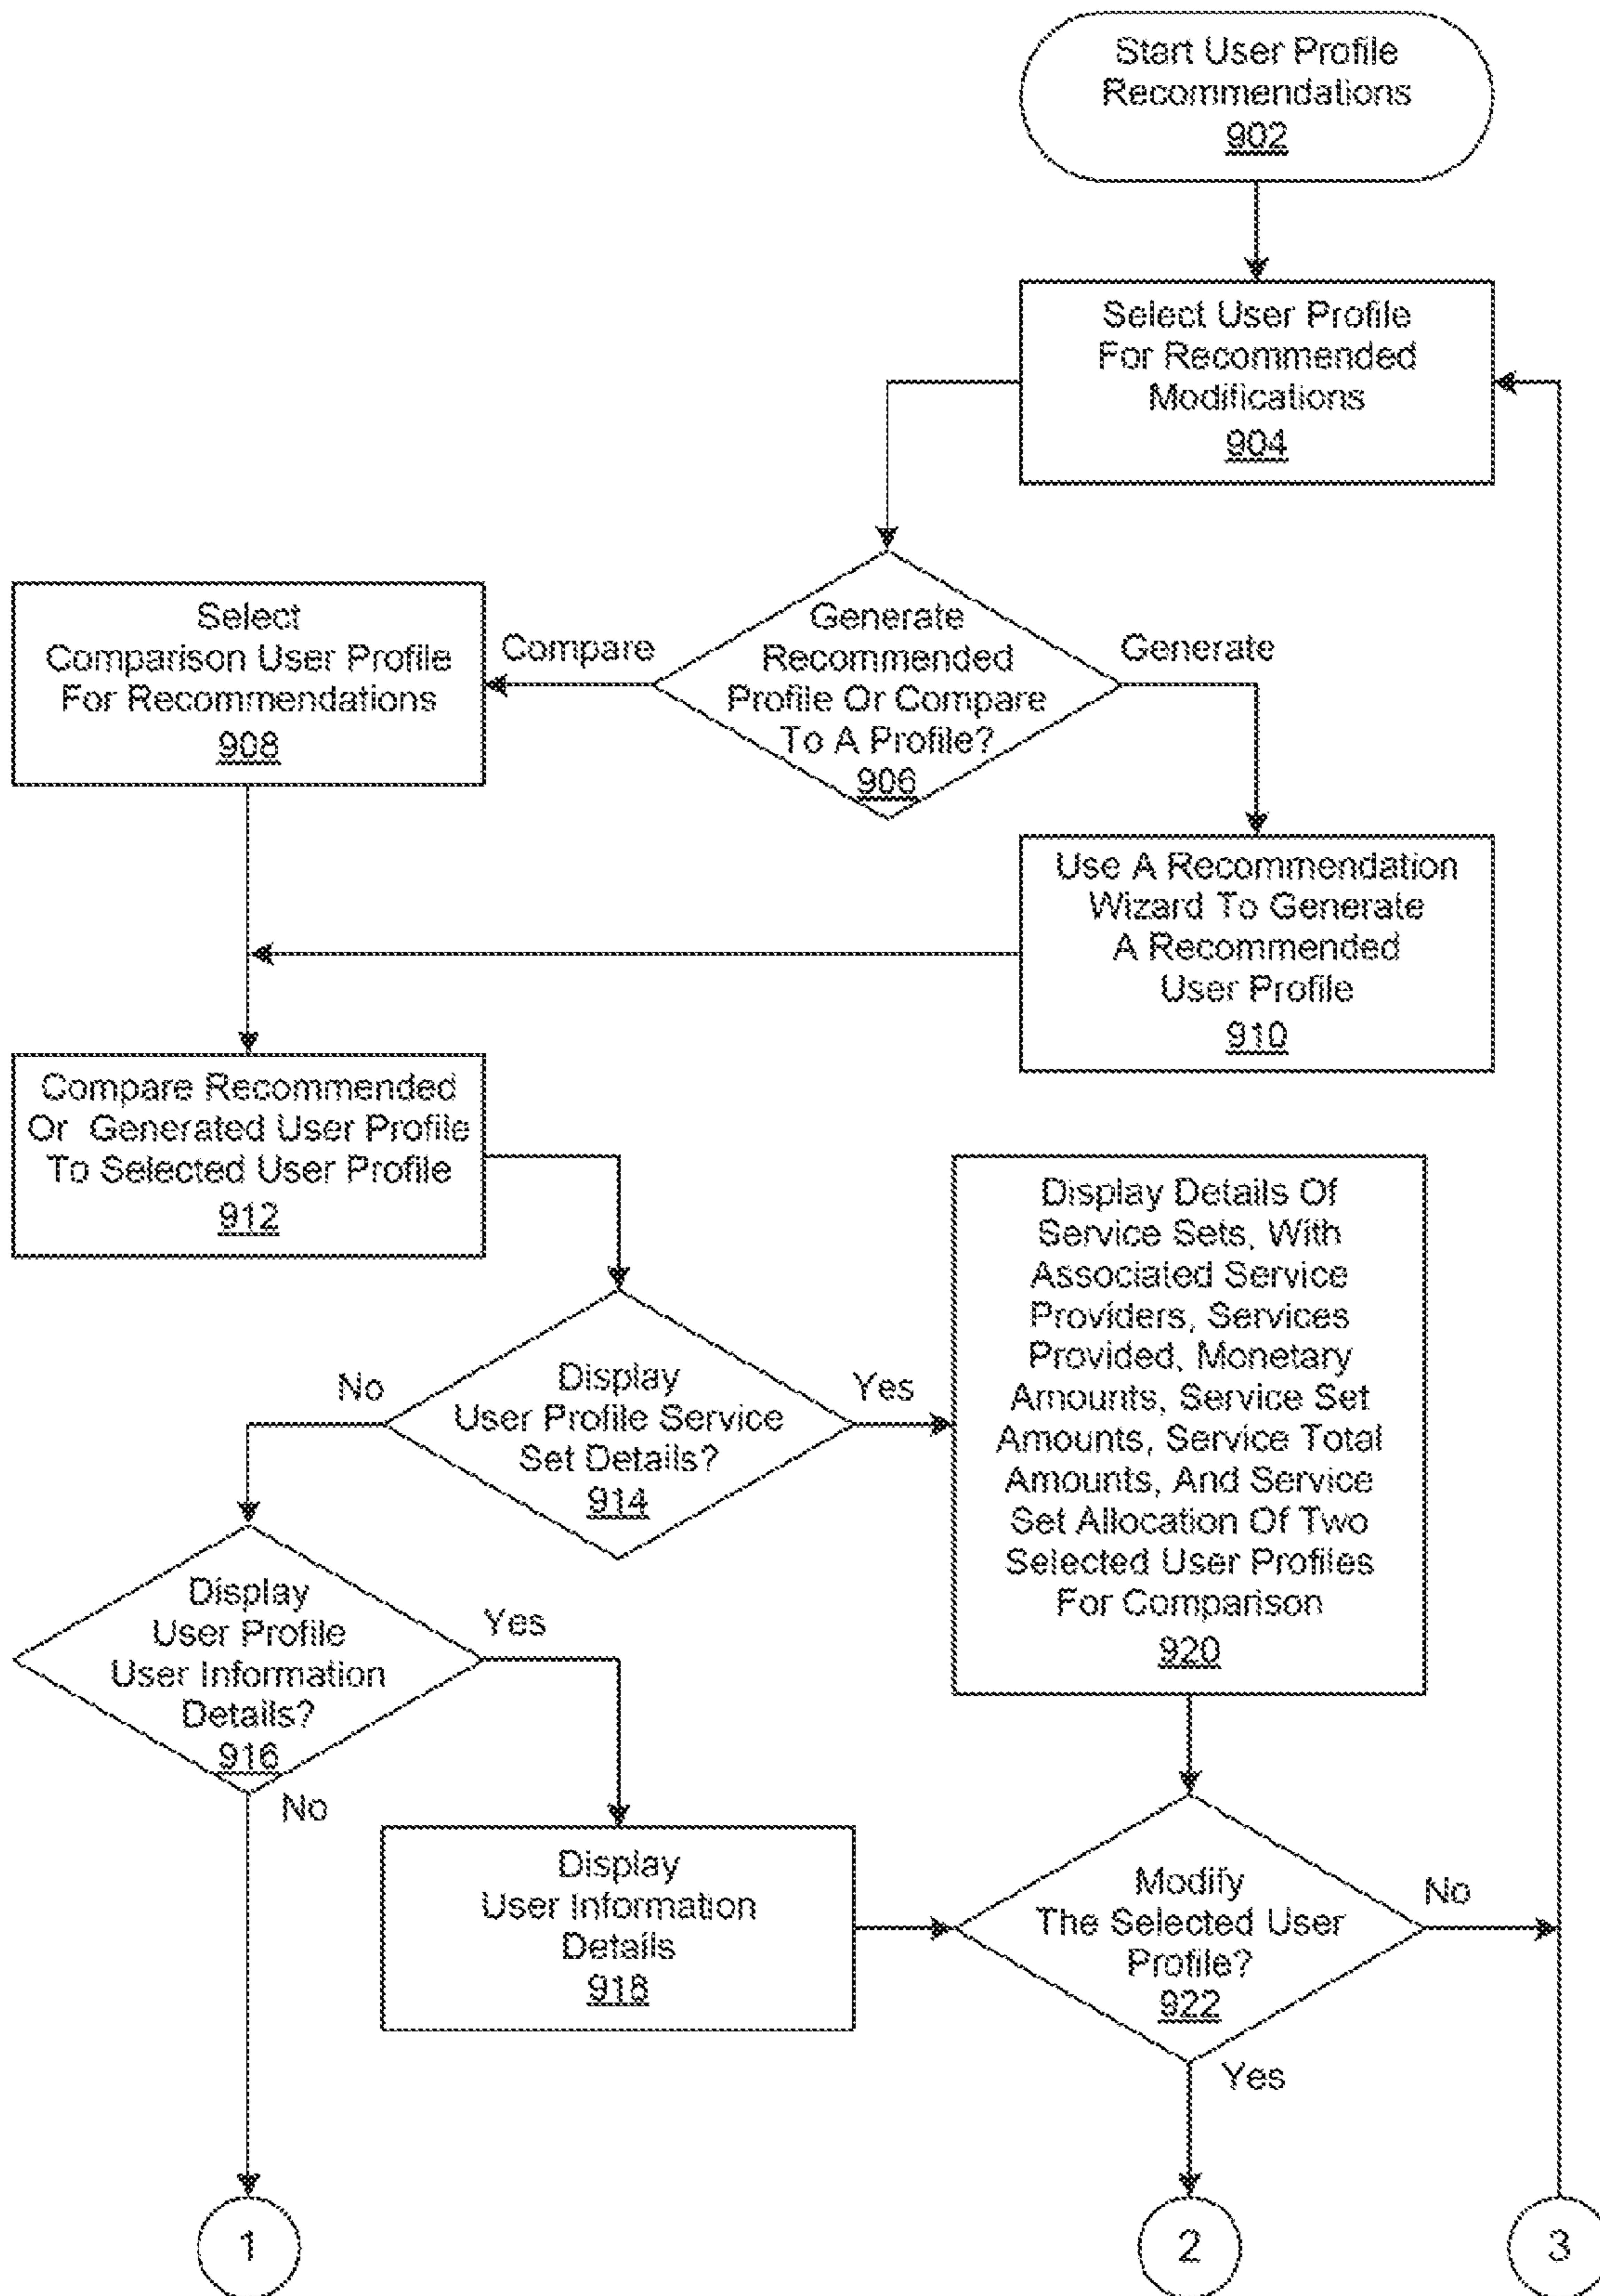 Start User Profile
Recommendations
902
Select User Profile
For Recommended
Modifications
904
Select
Comparison User Profile
For Recommendations
908
Compare
Generate
Recommended
Profile Or Compare
To A Profile?
906
Generate
Use A Recommendation
Wizard To Generate
A Recommended
User Profile
910
Compare Recommended
Or Generated User Profile
To Selected User Profile
912
No
Display
User Profile Service
Set Details?
914
Yes
Display Details Of
Service Sets, With
Associated Service
Providers, Services
Provided, Monetary
Amounts, Service Set
Amounts, Service Total
Amounts, And Service
Set Allocation Of Two
Selected User Profiles
For Comparison
920
Display
User Profile
User Information
Details?
916
Yes
No
Display
User Information
Details
918
Modify
The Selected User
Profile?
922
No
Yes
1
2
3